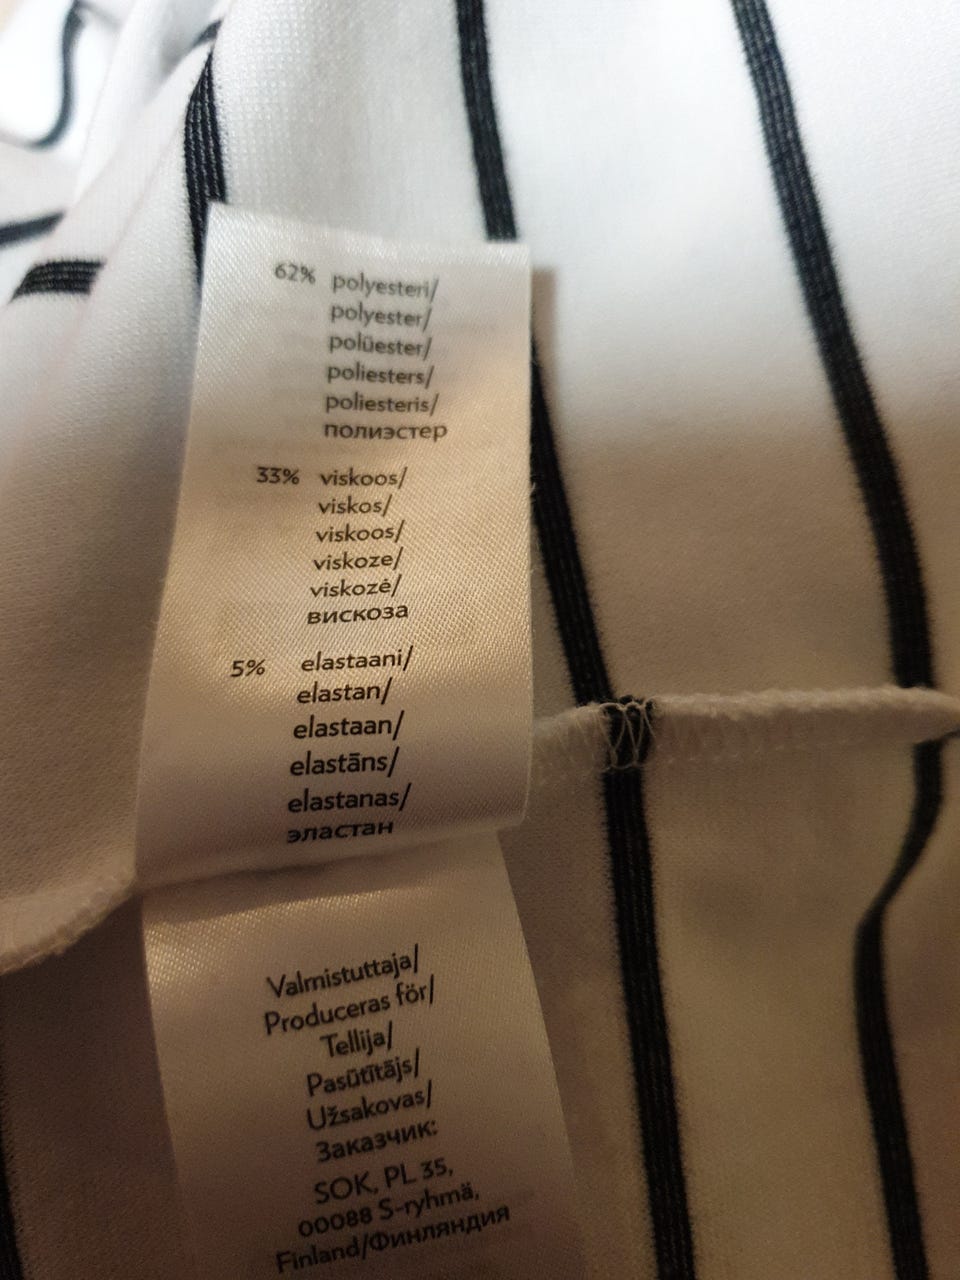 62% polyesteri/
polyester/
polüester/
poliesters/
poliesteris/
полиэстер
33% viskoos/
viskos/
viskoos/
viskoze/
viskozė/
вискоза
5% elastaani/
elastan/
elastaan/
elastāns/
elastanas/
эластан
Valmistuttaja/
Produceras för/
Tellija/
Pasūtītājs/
Užsakovas/
Заказчик:
SOK, PL 35,
00088 S-ryhmä,
Finland/Финляндия